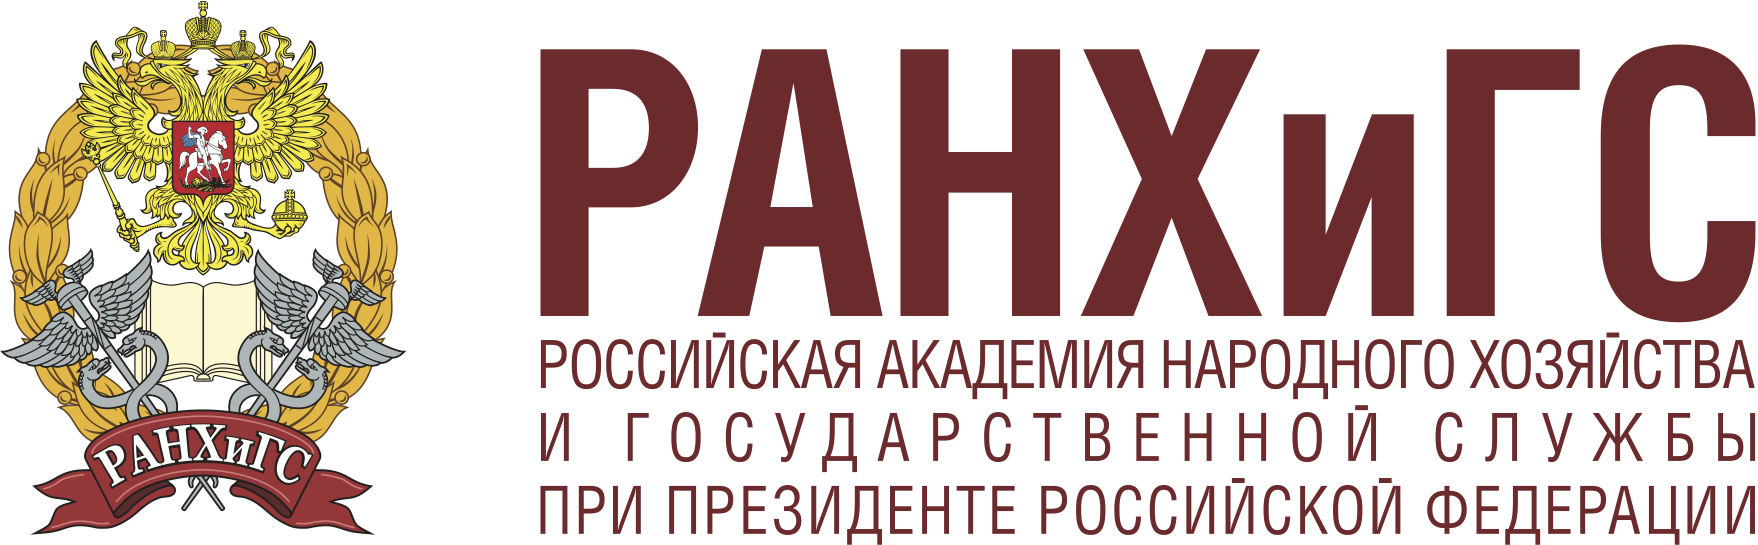 РАНХиГС
РАНХиГС
РОССИЙСКАЯ АКАДЕМИЯ НАРОДНОГО ХОЗЯЙСТВА
И ГОСУДАРСТВЕННОЙ СЛУЖБЫ
ПРИ ПРЕЗИДЕНТЕ РОССИЙСКОЙ ФЕДЕРАЦИИ